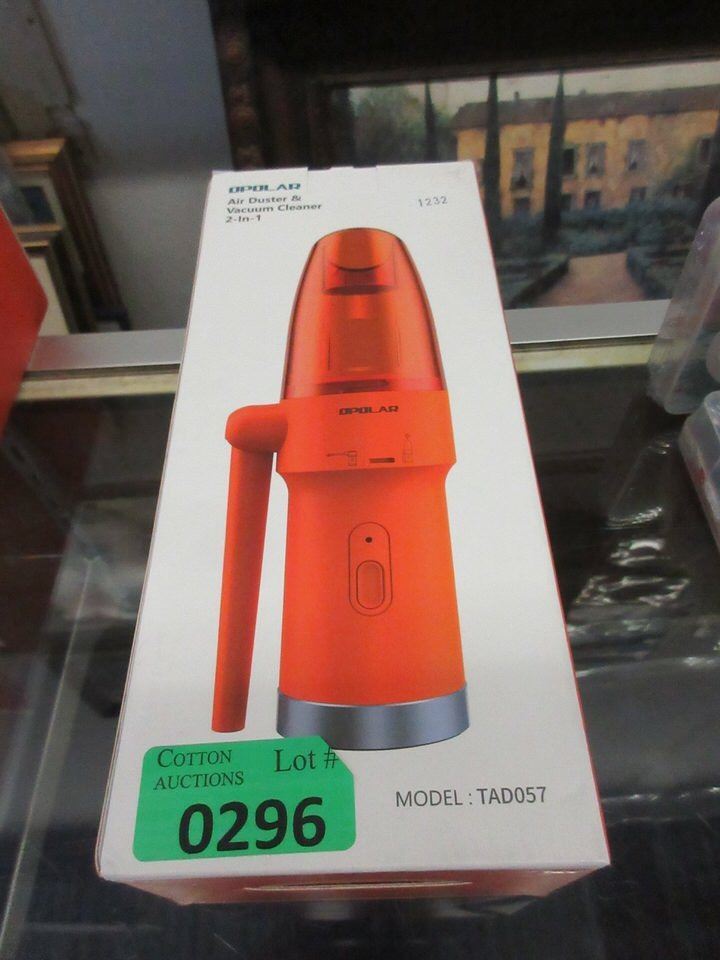 OPOLAR
Air Duster &
Vacuum Cleaner
2-In-1
1232
OPOLAR
COTTON
AUCTIONS
Lot #
0296
MODEL : TAD057